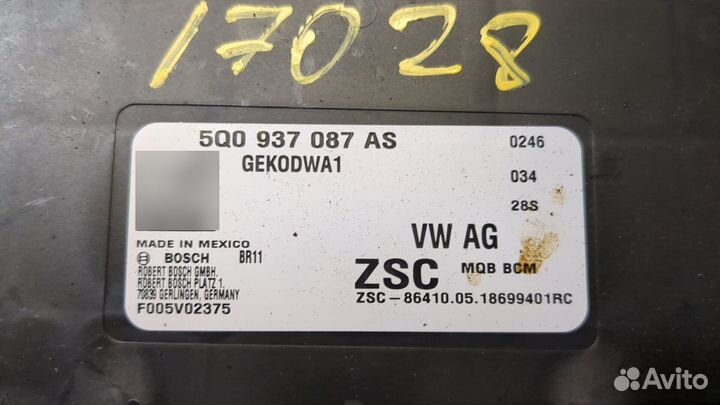 17028
5Q0 937 087 AS
GEKODWA1
0246
034
28S
MADE IN MEXICO
BOSCH BR11
ROBERT BOSCH GMBH.
ROBERT BOSCH PLATZ 1.
70839 GERLINGEN, GERMANY
F005V02375
VW AG
ZSC MQB BCM
ZSC-86410.05.18699401RC
Avito